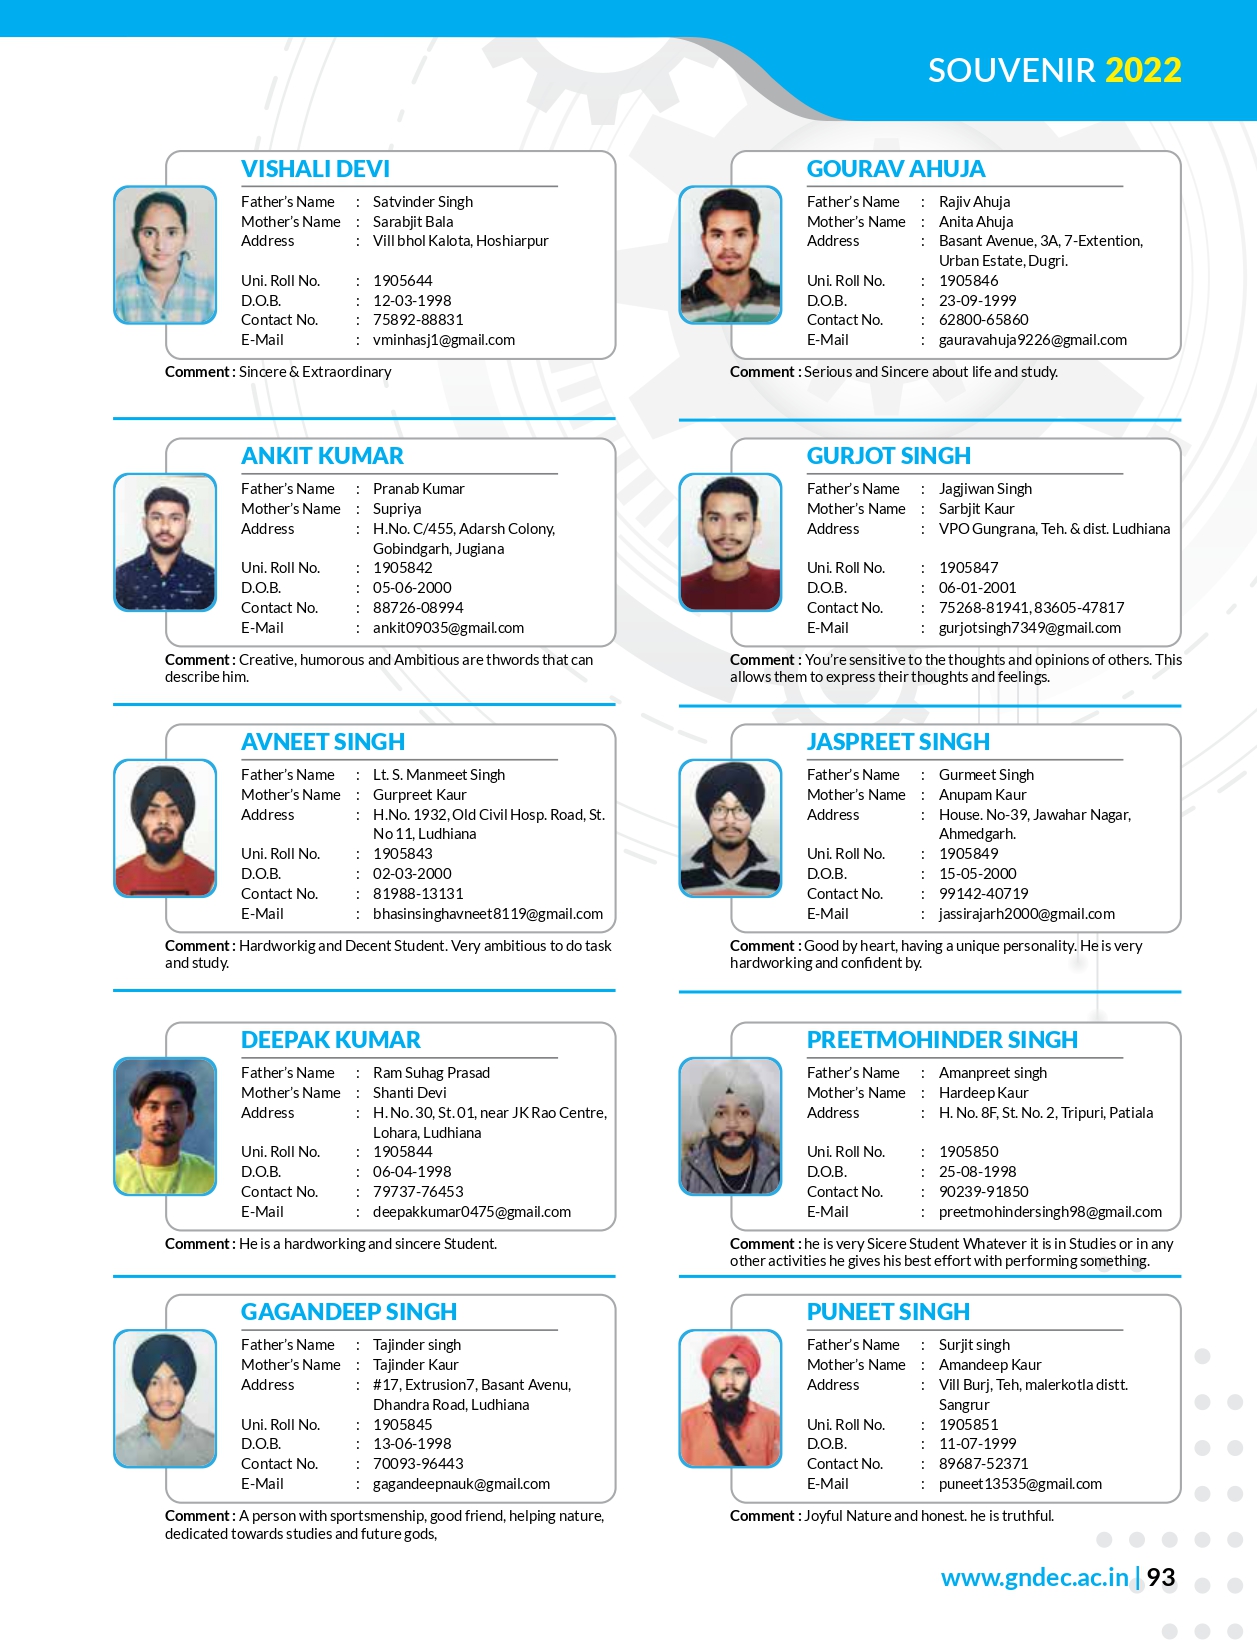 SOUVENIR 2022
VISHALI DEVI
Father's Name : Satvinder Singh
Mother's Name : Sarabjit Bala
Address : Vill bhol Kalota, Hoshiarpur
Uni. Roll No. : 1905644
D.O.B. : 12-03-1998
Contact No. : 75892-88831
E-Mail : vminhasj1@gmail.com
Comment : Sincere & Extraordinary
ANKIT KUMAR
Father's Name : Pranab Kumar
Mother's Name : Supriya
Address : H.No. C/455, Adarsh Colony,
Gobindgarh, Jugiana
Uni. Roll No. : 1905842
D.O.B. : 05-06-2000
Contact No. : 88726-08994
E-Mail : ankit09035@gmail.com
Comment : Creative, humorous and Ambitious are thwords that can
describe him.
AVNEET SINGH
Father's Name : Lt. S. Manmeet Singh
Mother's Name : Gurpreet Kaur
Address : H.No. 1932, Old Civil Hosp. Road, St.
No 11, Ludhiana
Uni. Roll No. : 1905843
D.O.B. : 02-03-2000
Contact No. : 81988-13131
E-Mail : bhasinsinghavneet8119@gmail.com
Comment : Hardworkig and Decent Student. Very ambitious to do task
and study.
DEEPAK KUMAR
Father's Name : Ram Suhag Prasad
Mother's Name : Shanti Devi
Address : H. No. 30, St. 01, near JK Rao Centre,
Lohara, Ludhiana
Uni. Roll No. : 1905844
D.O.B. : 06-04-1998
Contact No. : 79737-76453
E-Mail : deepakkumar0475@gmail.com
Comment : He is a hardworking and sincere Student.
GAGANDEEP SINGH
Father's Name : Tajinder singh
Mother's Name : Tajinder Kaur
Address : #17, Extrusion7, Basant Avenu,
Dhandra Road, Ludhiana
Uni. Roll No. : 1905845
D.O.B. : 13-06-1998
Contact No. : 70093-96443
E-Mail : gagandeepnauk@gmail.com
Comment : A person with sportsmenship, good friend, helping nature,
dedicated towards studies and future gods,
GOURAV AHUJA
Father's Name : Rajiv Ahuja
Mother's Name : Anita Ahuja
Address : Basant Avenue, 3A, 7-Extention,
Urban Estate, Dugri.
Uni. Roll No. : 1905846
D.O.B. : 23-09-1999
Contact No. : 62800-65860
E-Mail : gauravahuja9226@gmail.com
Comment : Serious and Sincere about life and study.
GURJOT SINGH
Father's Name : Jagjiwan Singh
Mother's Name : Sarbjit Kaur
Address : VPO Gungrana, Teh. & dist. Ludhiana
Uni. Roll No. : 1905847
D.O.B. : 06-01-2001
Contact No. : 75268-81941, 83605-47817
E-Mail : gurjotsingh7349@gmail.com
Comment : You're sensitive to the thoughts and opinions of others. This
allows them to express their thoughts and feelings.
JASPREET SINGH
Father's Name : Gurmeet Singh
Mother's Name : Anupam Kaur
Address : House. No-39, Jawahar Nagar,
Ahmedgarh.
Uni. Roll No. : 1905849
D.O.B. : 15-05-2000
Contact No. : 99142-40719
E-Mail : jassirajarh2000@gmail.com
Comment : Good by heart, having a unique personality. He is very
hardworking and confident by.
PREETMOHINDER SINGH
Father's Name : Amanpreet singh
Mother's Name : Hardeep Kaur
Address : H. No. 8F, St. No. 2, Tripuri, Patiala
Uni. Roll No. : 1905850
D.O.B. : 25-08-1998
Contact No. : 90239-91850
E-Mail : preetmohindersingh98@gmail.com
Comment : he is very Sicere Student Whatever it is in Studies or in any
other activities he gives his best effort with performing something.
PUNEET SINGH
Father's Name : Surjit singh
Mother's Name : Amandeep Kaur
Address : Vill Burj, Teh, malerkotla distt.
Sangrur
Uni. Roll No. : 1905851
D.O.B. : 11-07-1999
Contact No. : 89687-52371
E-Mail : puneet13535@gmail.com
Comment : Joyful Nature and honest. he is truthful.
www.gndec.ac.in | 93